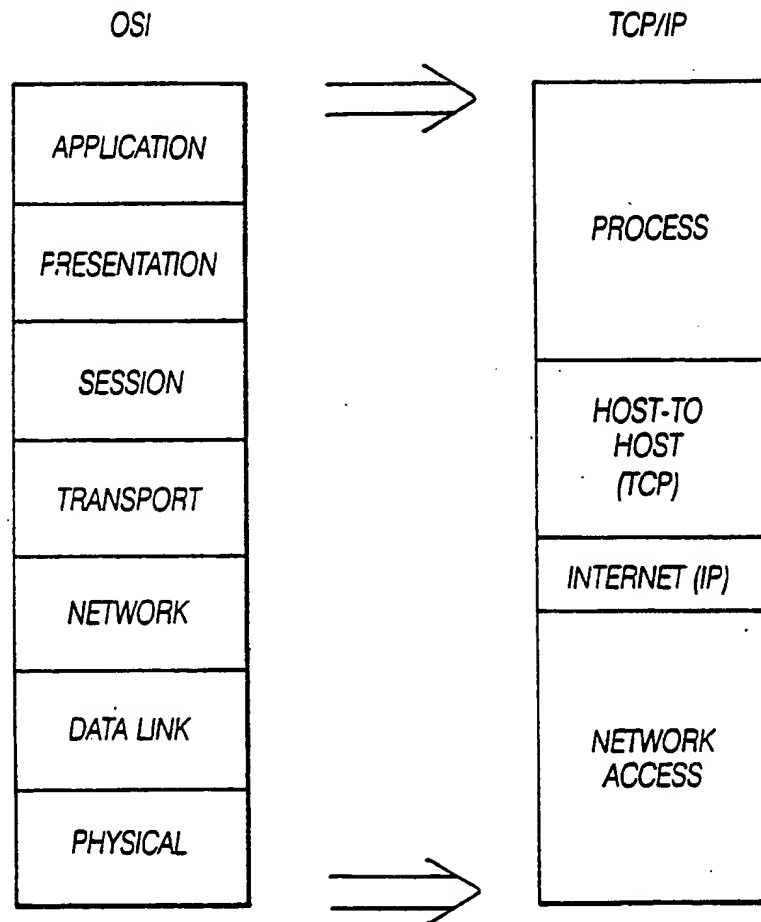 OSI
TCP/IP
APPLICATION
PRESENTATION
SESSION
TRANSPORT
NETWORK
DATA LINK
PHYSICAL
PROCESS
HOST-TO
HOST
(TCP)
INTERNET (IP)
NETWORK
ACCESS